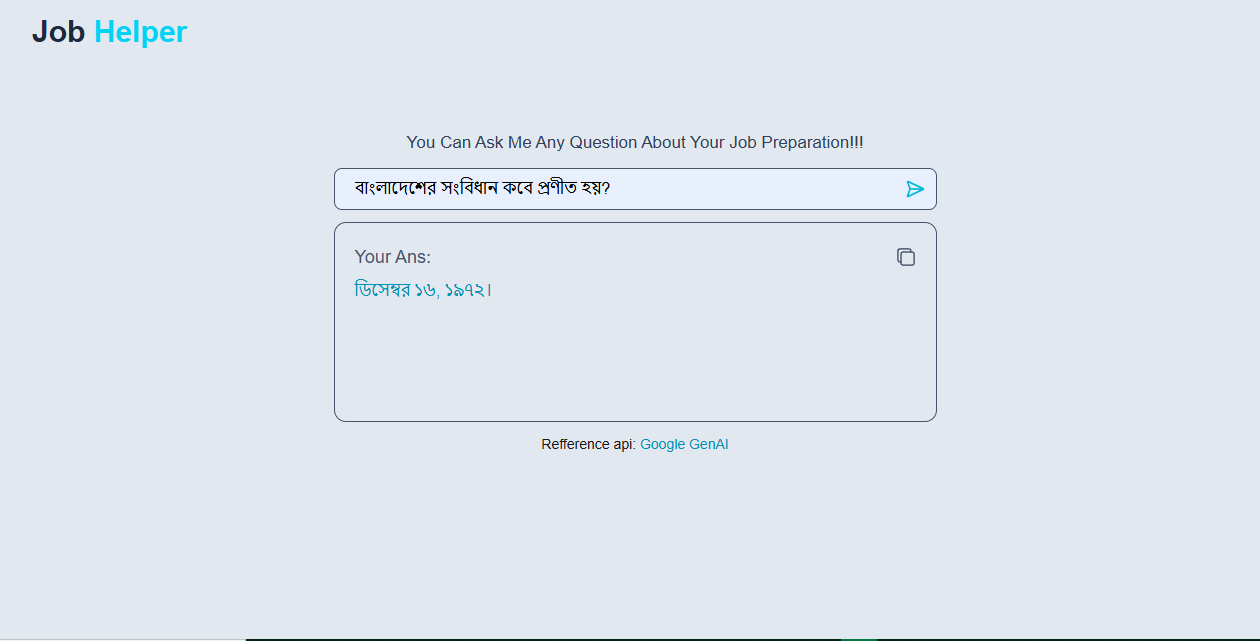 Job Helper
You Can Ask Me Any Question About Your Job Preparation!!!
বাংলাদেশের সংবিধান কবে প্রণীত হয়?
Your Ans:
ডিসেম্বর ১৬, ১৯৭২।
Refference api: Google GenAI